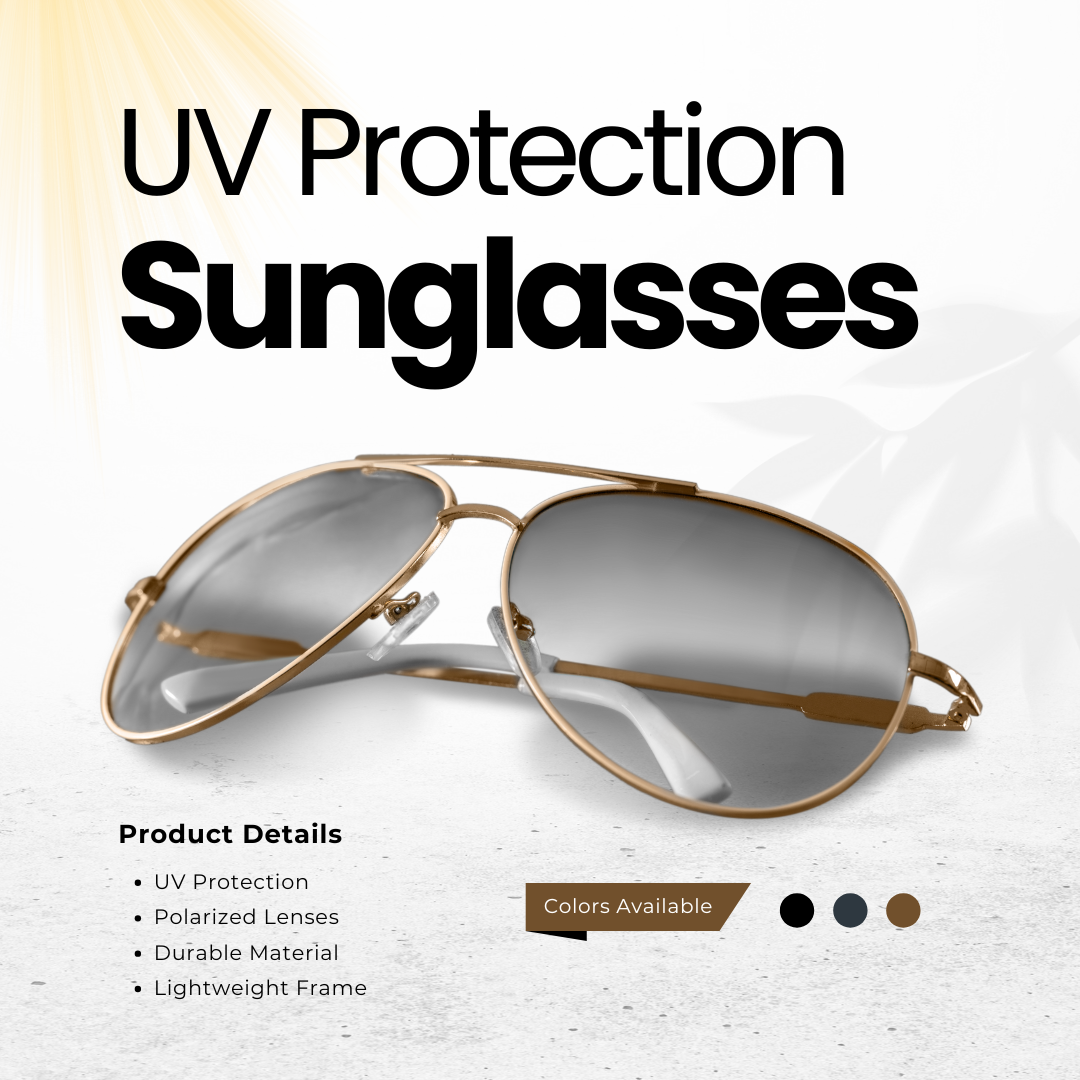 UV Protection
Sunglasses
Product Details
• UV Protection
• Polarized Lenses
• Durable Material
• Lightweight Frame
Colors Available